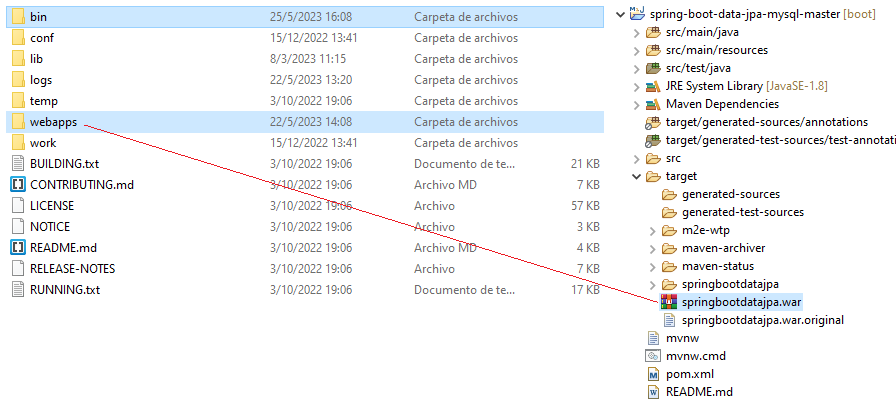 bin 25/5/2023 16:08 Carpeta de archivos
conf 15/12/2022 13:41 Carpeta de archivos
lib 8/3/2023 11:15 Carpeta de archivos
logs 22/5/2023 13:20 Carpeta de archivos
temp 3/10/2022 19:06 Carpeta de archivos
webapps 22/5/2023 14:08 Carpeta de archivos
work 15/12/2022 13:41 Carpeta de archivos
BUILDING.txt 3/10/2022 19:06 Documento de te... 21 KB
CONTRIBUTING.md 3/10/2022 19:06 Archivo MD 7 KB
LICENSE 3/10/2022 19:06 Archivo 57 KB
NOTICE 3/10/2022 19:06 Archivo 3 KB
README.md 3/10/2022 19:06 Archivo MD 4 KB
RELEASE-NOTES 3/10/2022 19:06 Archivo 7 KB
RUNNING.txt 3/10/2022 19:06 Documento de te... 17 KB
spring-boot-data-jpa-mysql-master [boot]
src/main/java
src/main/resources
src/test/java
JRE System Library [JavaSE-1.8]
Maven Dependencies
target/generated-sources/annotations
target/generated-test-sources/test-annotati
src
target
generated-sources
generated-test-sources
m2e-wtp
maven-archiver
maven-status
springbootdatajpa
springbootdatajpa.war
springbootdatajpa.war.original
mvnw
mvnw.cmd
pom.xml
README.md